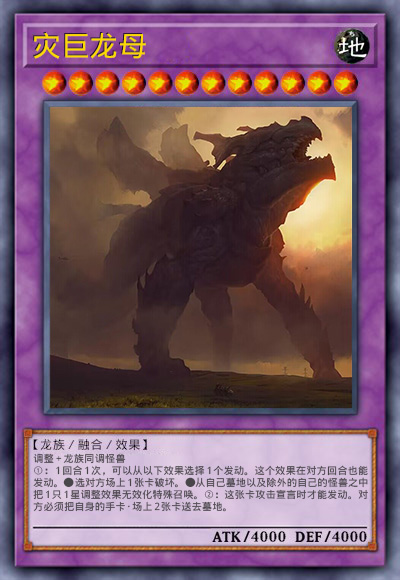 灾巨龙母
地
【龙族／融合／效果】
调整＋龙族同调怪兽
①：1回合1次，可以从以下效果选择1个发动。这个效果在对方回合也能
发动。●选对方场上1张卡破坏。●从自己墓地以及除外的自己的怪兽之中
把1只1星调整效果无效化特殊召唤。②：这张卡攻击宣言时才能发动。对
方必须把自身的手卡·场上2张卡送去墓地。
ATK/4000 DEF/4000